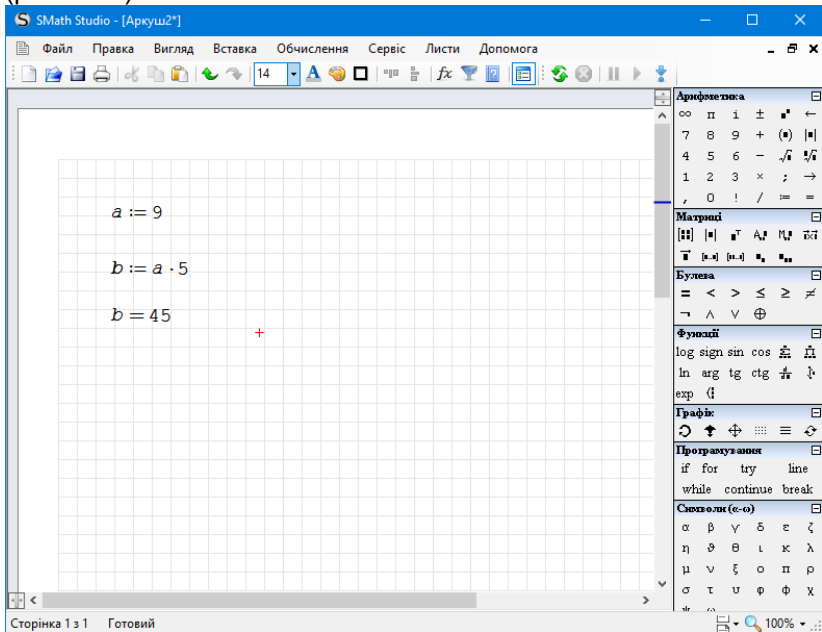 SMath Studio - [Аркуш2*]
Файл Правка Вигляд Вставка Обчислення Сервіс Листи Допомога
14
Арифметика
∞ π i ±
7 8 9 +
4 5 6 −
1 2 3 × ; →
, 0 ! / := =
a := 9
b := a · 5
b = 45
Матриці
Булева
= < > ≤ ≥ ≠
¬ ∧ ∨ ⊕
Функції
log sign sin cos
ln arg tg ctg
exp
Графік
Програмування
if for try line
while continue break
Символи (α-ω)
α β γ δ ε ζ
η ϑ θ ι κ λ
μ ν ξ ο π ρ
σ τ υ φ ϕ χ
Сторінка 1 з 1 Готовий 100%